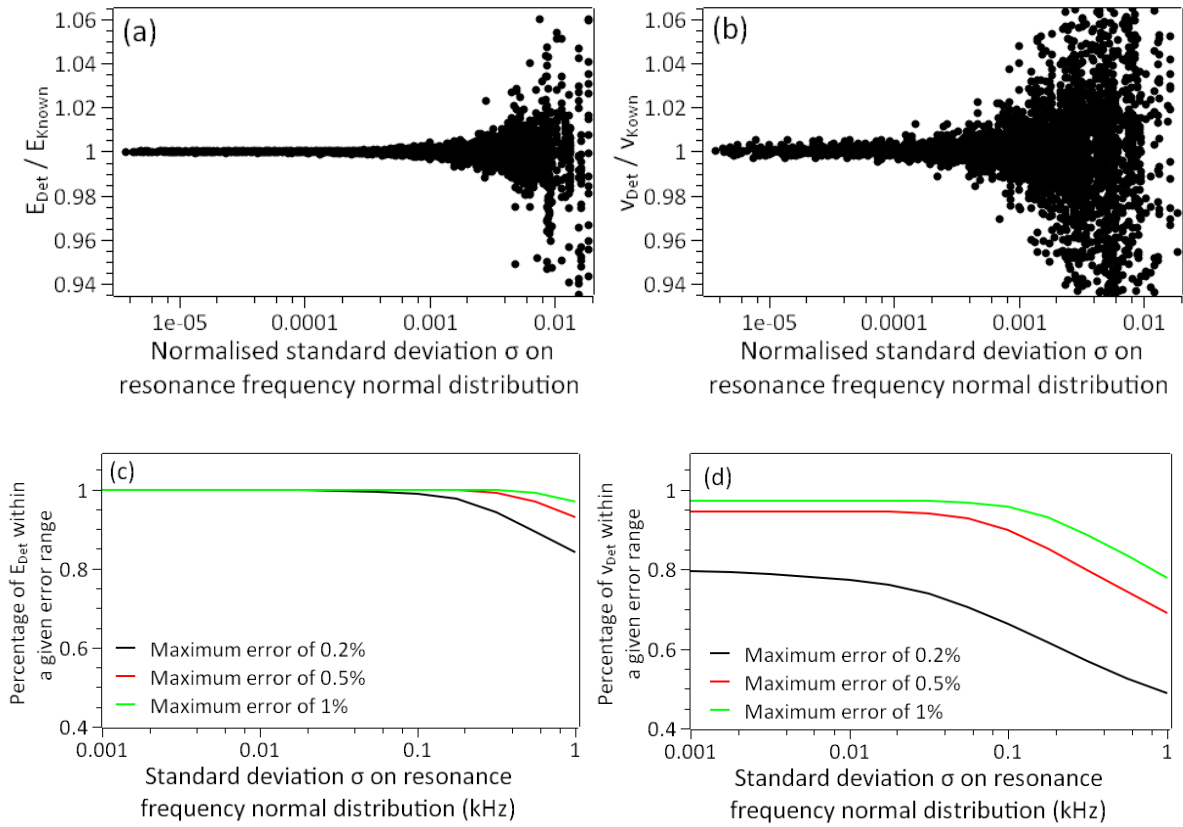 (a)
1.06
1.04
1.02
1
0.98
0.96
0.94
E_Det / E_Known
1e-05 0.0001 0.001 0.01
Normalised standard deviation σ on
resonance frequency normal distribution
(b)
1.06
1.04
1.02
1
0.98
0.96
0.94
ν_Det / ν_Kown
1e-05 0.0001 0.001 0.01
Normalised standard deviation σ on
resonance frequency normal distribution
(c)
1
0.8
0.6
0.4
Percentage of E_Det within
a given error range
Maximum error of 0.2%
Maximum error of 0.5%
Maximum error of 1%
0.001 0.01 0.1 1
Standard deviation σ on resonance
frequency normal distribution (kHz)
(d)
1
0.8
0.6
0.4
Percentage of ν_Det within
a given error range
Maximum error of 0.2%
Maximum error of 0.5%
Maximum error of 1%
0.001 0.01 0.1 1
Standard deviation σ on resonance
frequency normal distribution (kHz)